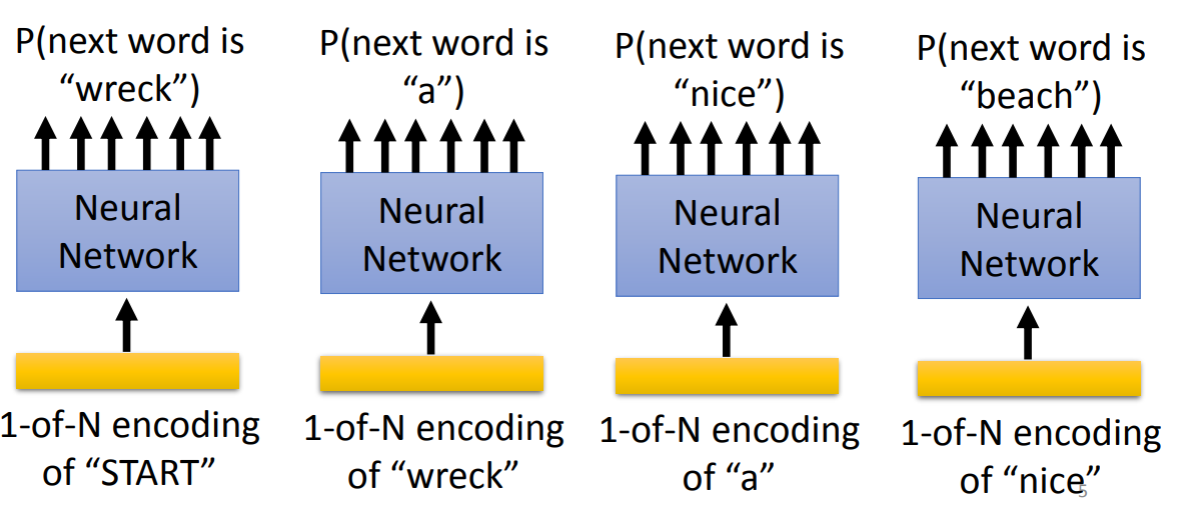 P(next word is
"wreck")
Neural
Network
1-of-N encoding
of "START"
P(next word is
"a")
Neural
Network
1-of-N encoding
of "wreck"
P(next word is
"nice")
Neural
Network
1-of-N encoding
of "a"
P(next word is
"beach")
Neural
Network
1-of-N encoding
of "nice"
5